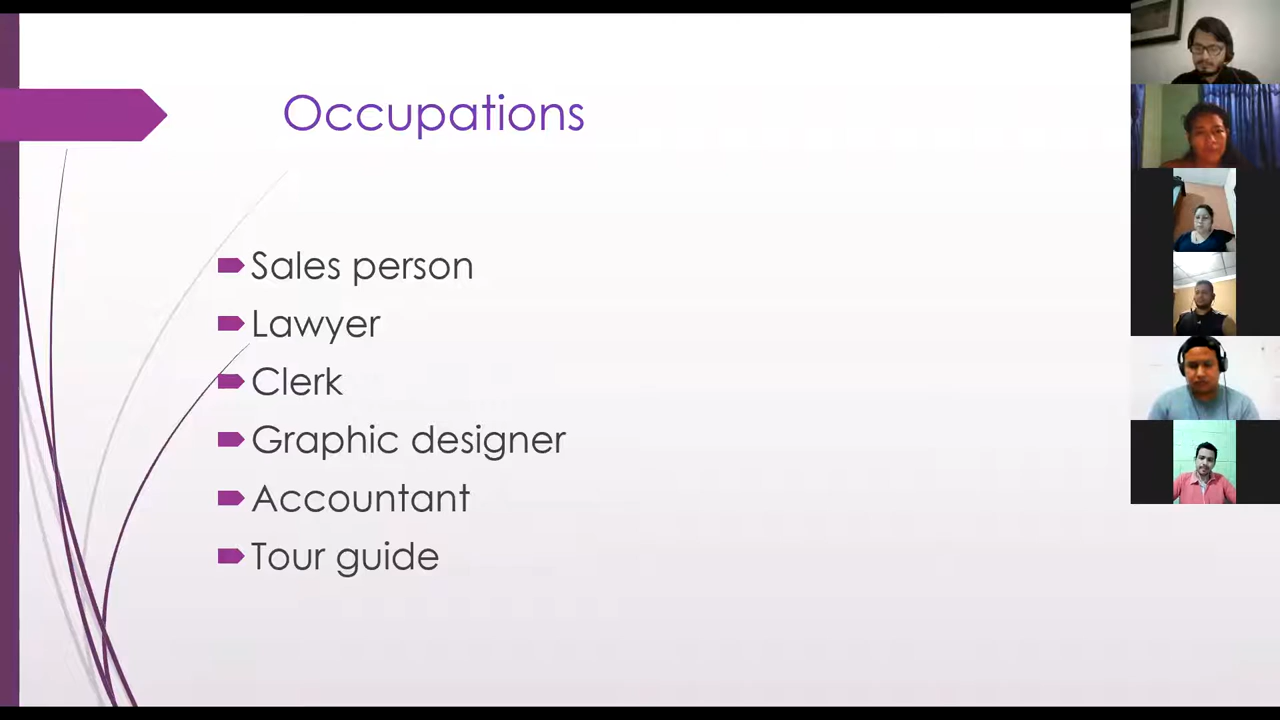 Occupations
Sales person
Lawyer
Clerk
Graphic designer
Accountant
Tour guide